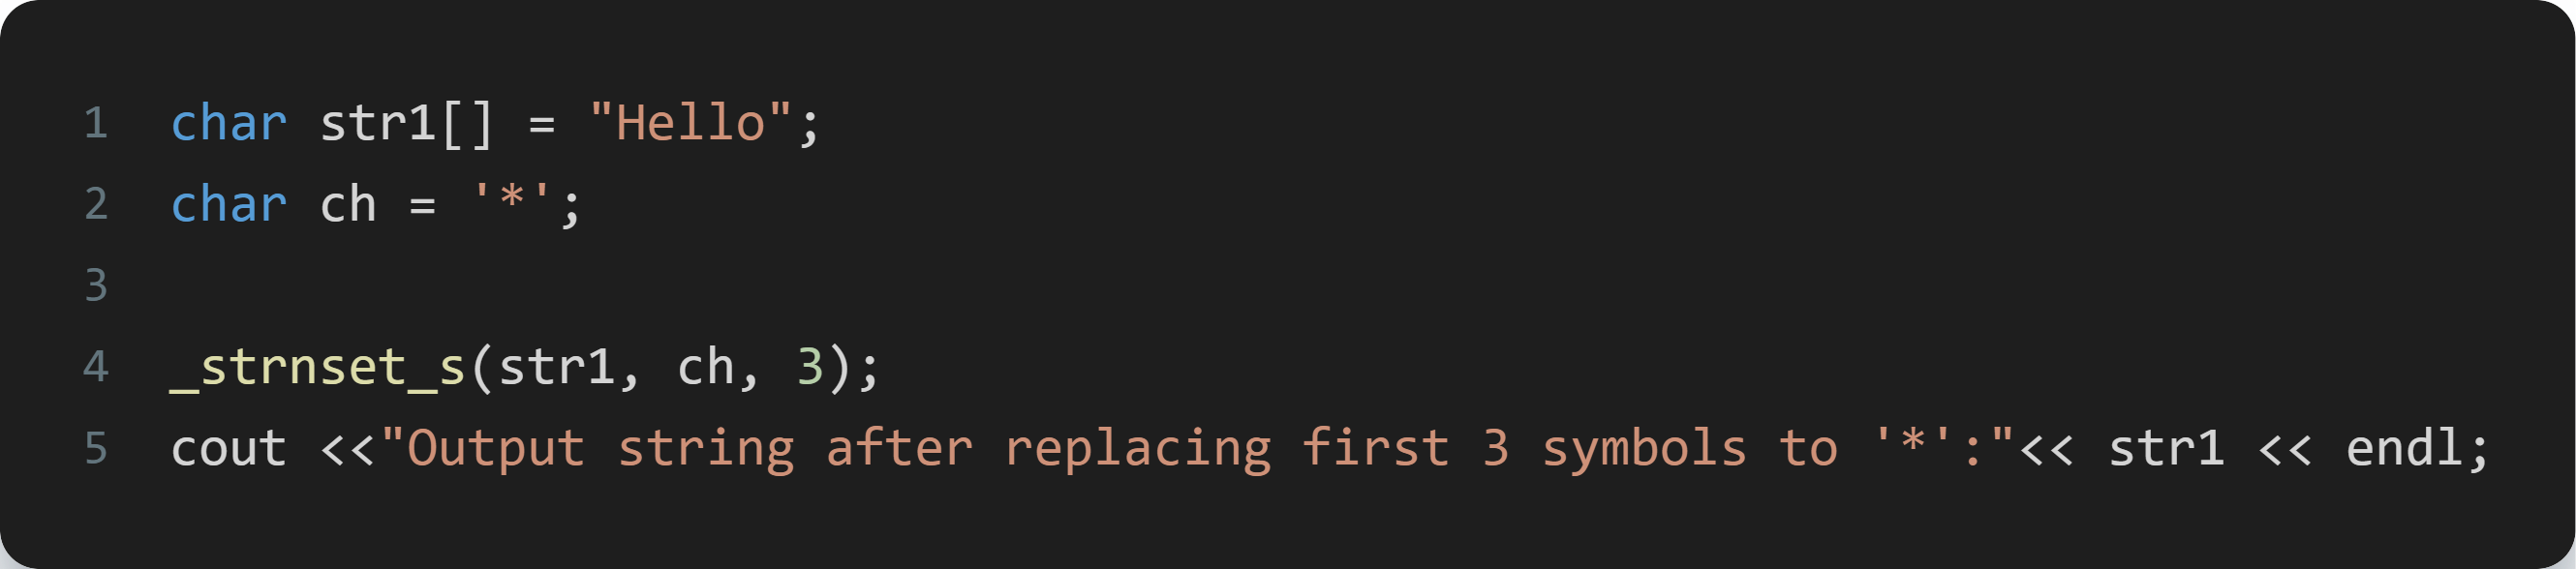 1 char str1[] = "Hello";
2 char ch = '*';
3
4 _strnset_s(str1, ch, 3);
5 cout <<"Output string after replacing first 3 symbols to '*':"<< str1 << endl;